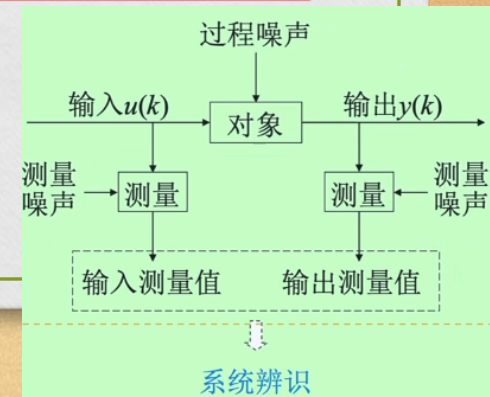 过程噪声
输入u(k)
对象
输出y(k)
测量
噪声
测量
测量
测量
噪声
输入测量值
输出测量值
系统辨识